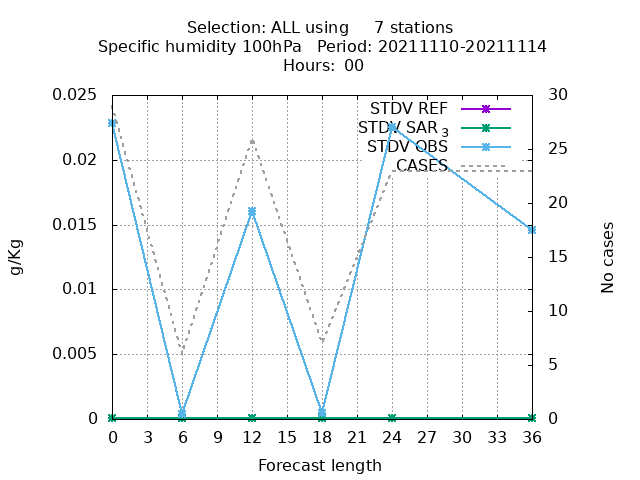 Selection: ALL using 7 stations
Specific humidity 100hPa Period: 20211110-20211114
Hours: 00
0.025
0.02
0.015
0.01
0.005
0
30
25
20
15
10
5
0
STDV REF
STDV SAR 3
STDV OBS
CASES
g/Kg
No cases
0 3 6 9 12 15 18 21 24 27 30 33 36
Forecast length